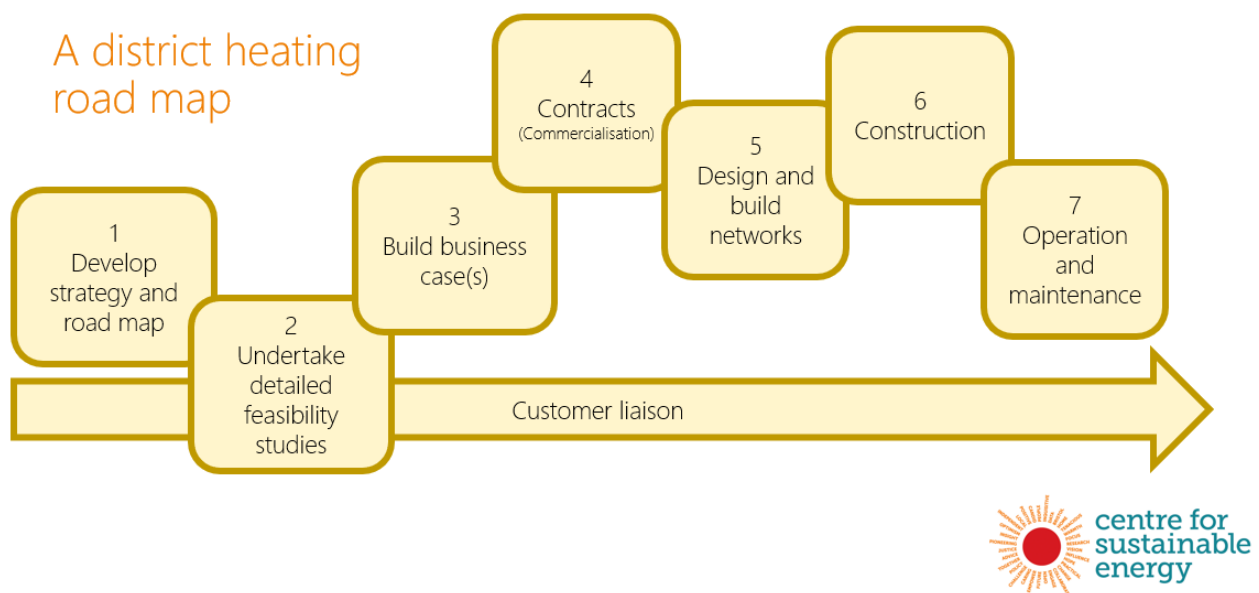 A district heating
road map
1
Develop
strategy and
road map
2
Undertake
detailed
feasibility
studies
3
Build business
case(s)
4
Contracts
(Commercialisation)
5
Design and
build
networks
6
Construction
7
Operation
and
maintenance
Customer liaison
centre for
sustainable
energy